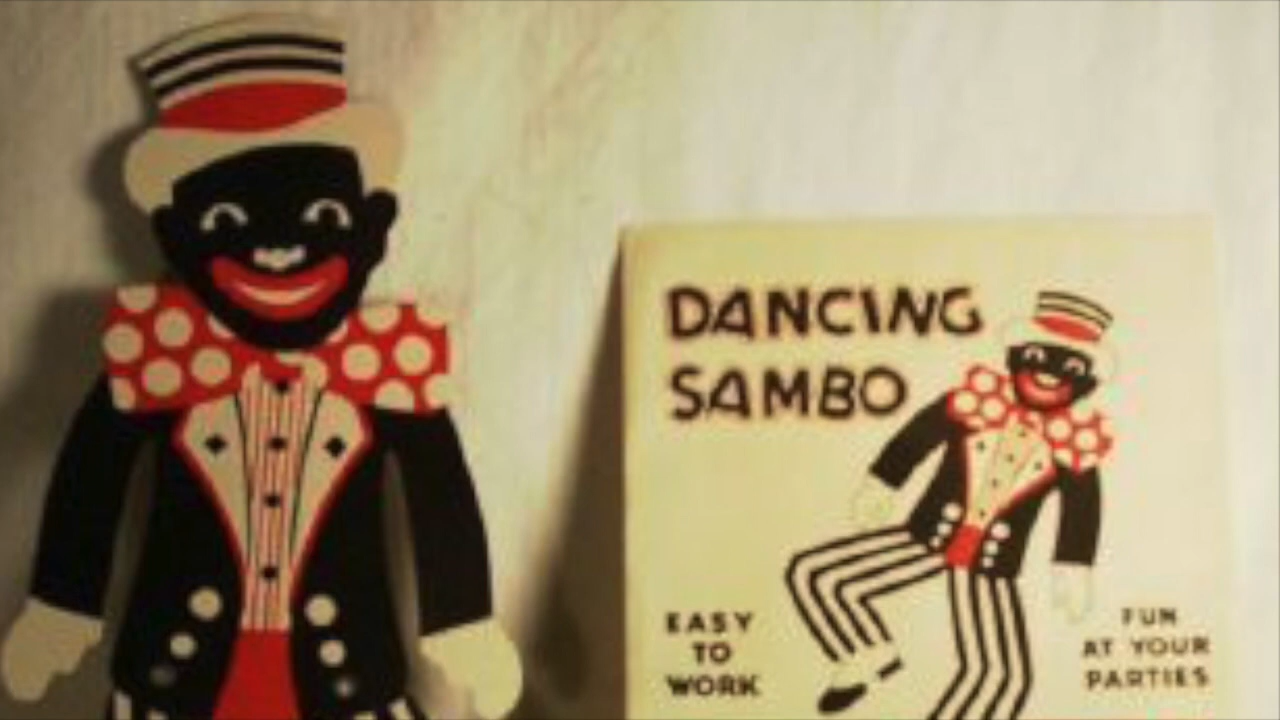 DANCING
SAMBO
EASY
TO
WORK
FUN
AT YOUR
PARTIES